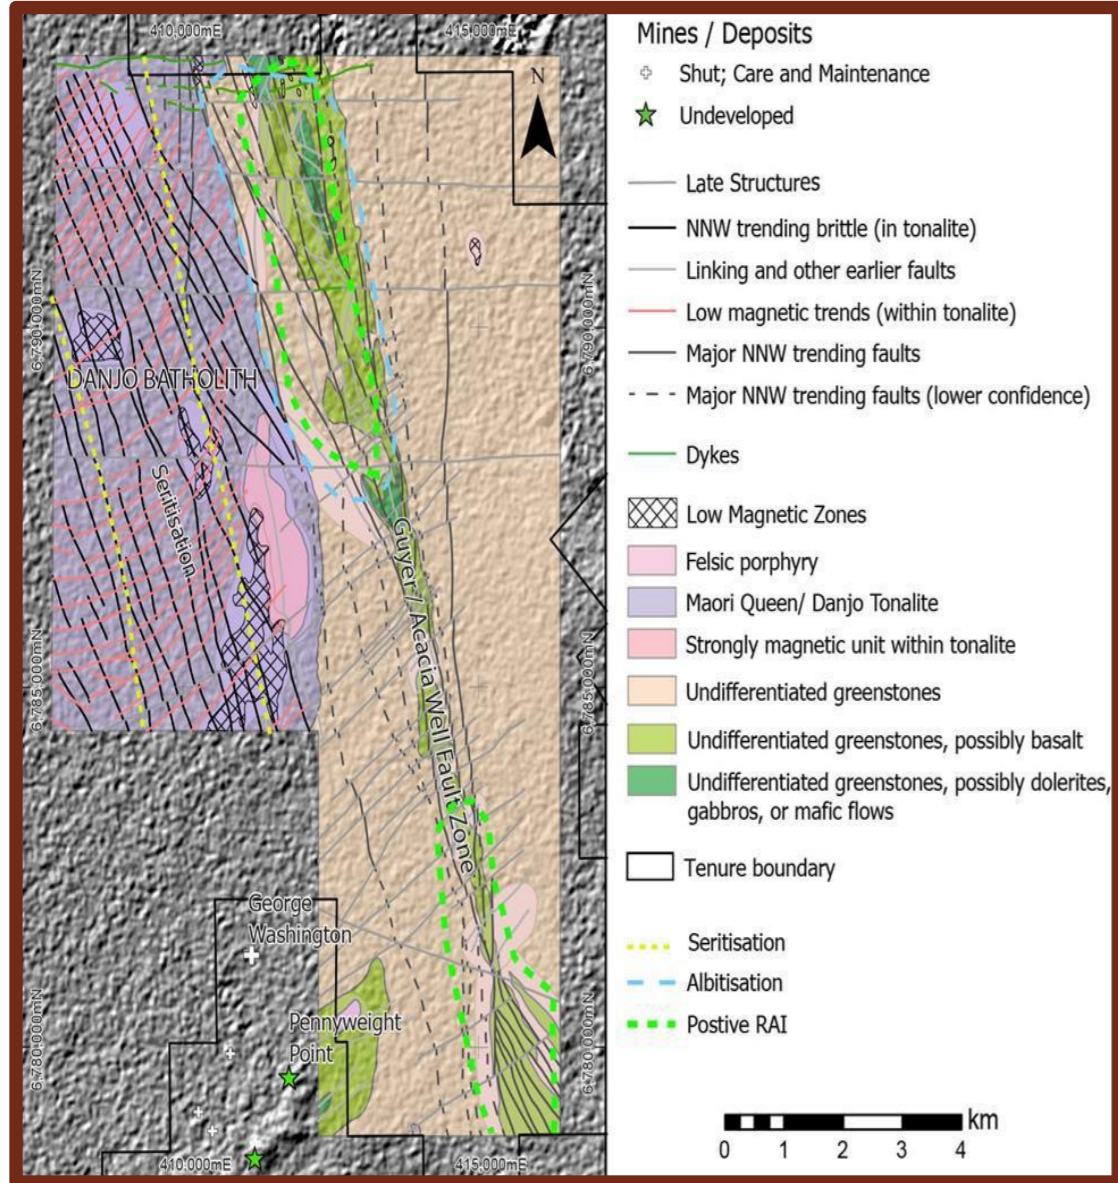 410,000mE
415,000mE
N
6,790,000mN
6,790,000mN
DANJO BATHOLITH
Seritisation
Guyer / Acacia Well Fault Zone
6,785,000mN
6,785,000mN
George
Washington
Pennyweight
Point
6,780,000mN
6,780,000mN
410,000mE
415,000mE
Mines / Deposits
Shut; Care and Maintenance
Undeveloped
Late Structures
NNW trending brittle (in tonalite)
Linking and other earlier faults
Low magnetic trends (within tonalite)
Major NNW trending faults
Major NNW trending faults (lower confidence)
Dykes
Low Magnetic Zones
Felsic porphyry
Maori Queen/ Danjo Tonalite
Strongly magnetic unit within tonalite
Undifferentiated greenstones
Undifferentiated greenstones, possibly basalt
Undifferentiated greenstones, possibly dolerites,
gabbros, or mafic flows
Tenure boundary
Seritisation
Albitisation
Postive RAI
km
0 1 2 3 4